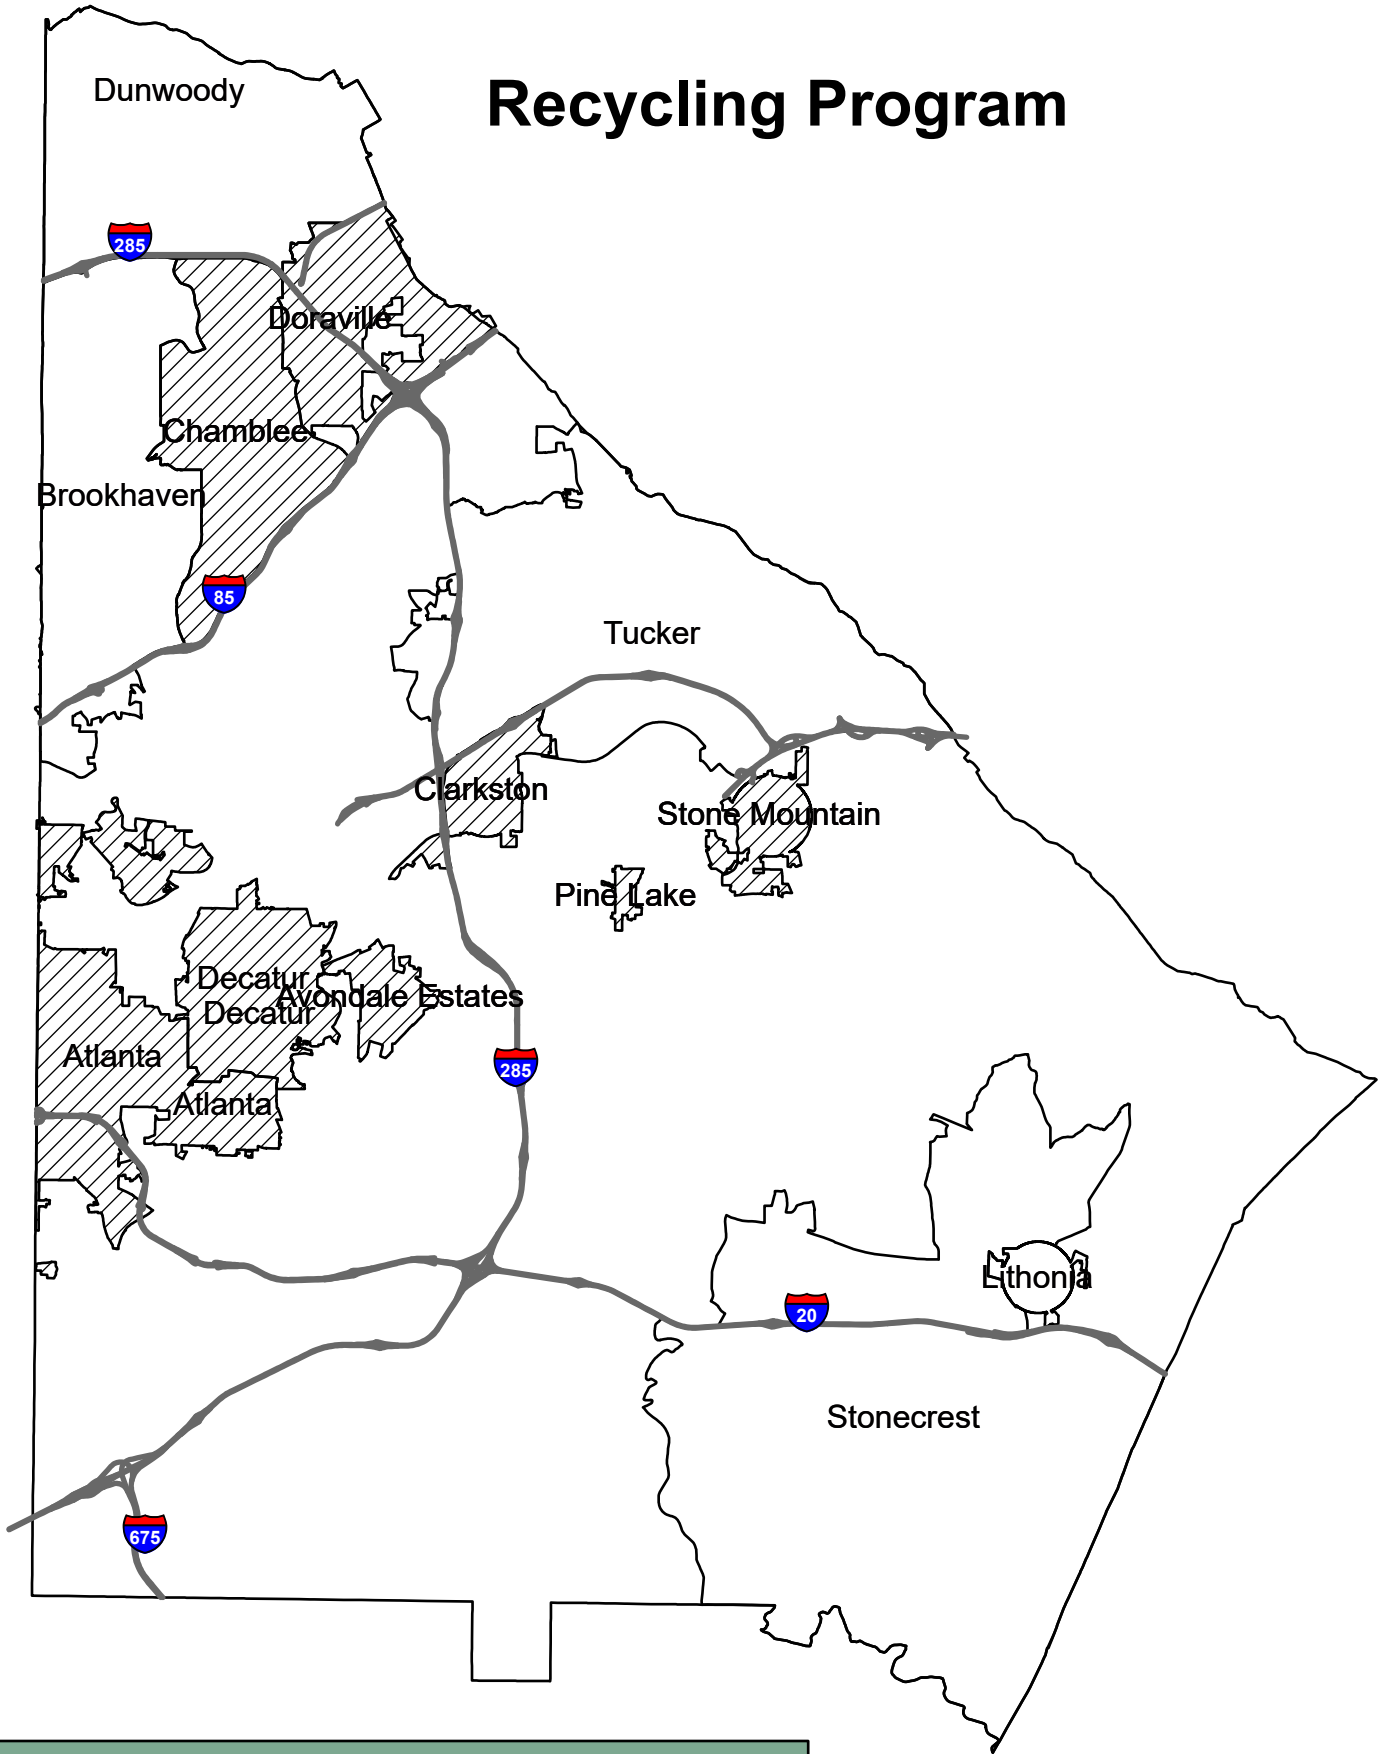 Dunwoody
Recycling Program
285
Doraville
Chamblee
Brookhaven
85
Tucker
Clarkston
Stone Mountain
Pine Lake
Decatur
Avondale Estates
Decatur
Atlanta
285
Atlanta
Lithonia
20
Stonecrest
675